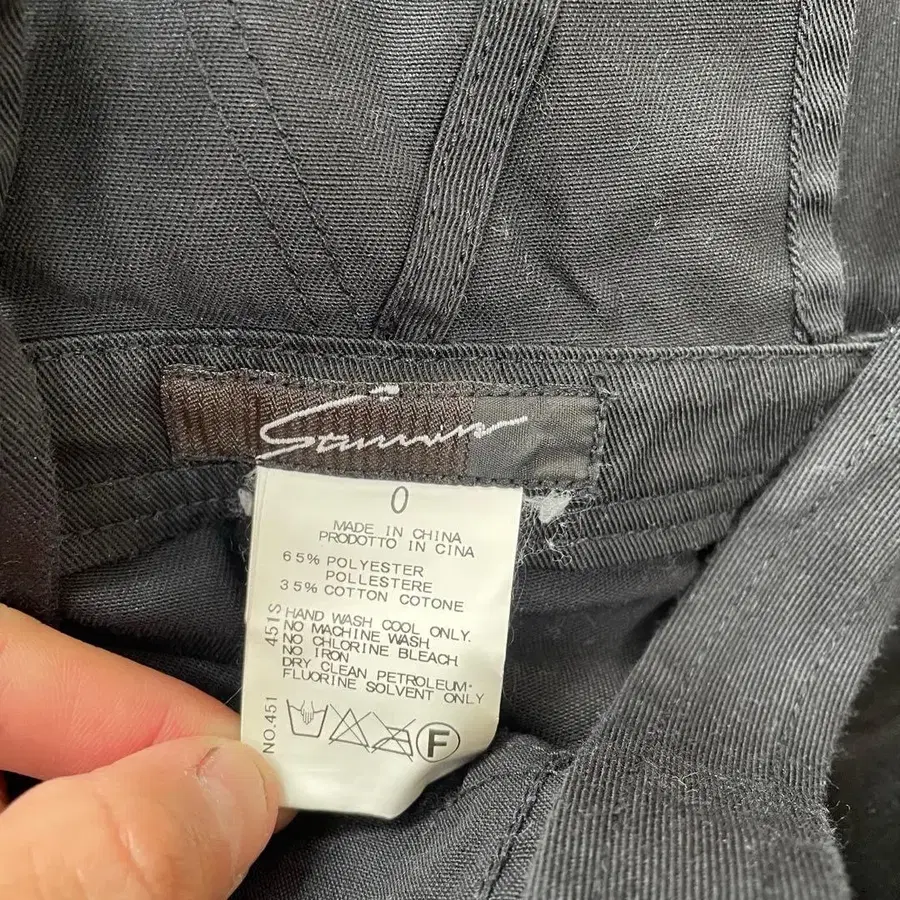 0
MADE IN CHINA
PRODOTTO IN CINA
65% POLYESTER
POLLESTERE
35% COTTON COTONE
HAND WASH COOL ONLY.
NO MACHINE WASH
NO CHLORINE BLEACH
NO IRON
DRY CLEAN PETROLEUM·
FLUORINE SOLVENT ONLY
F
NO.451 451S